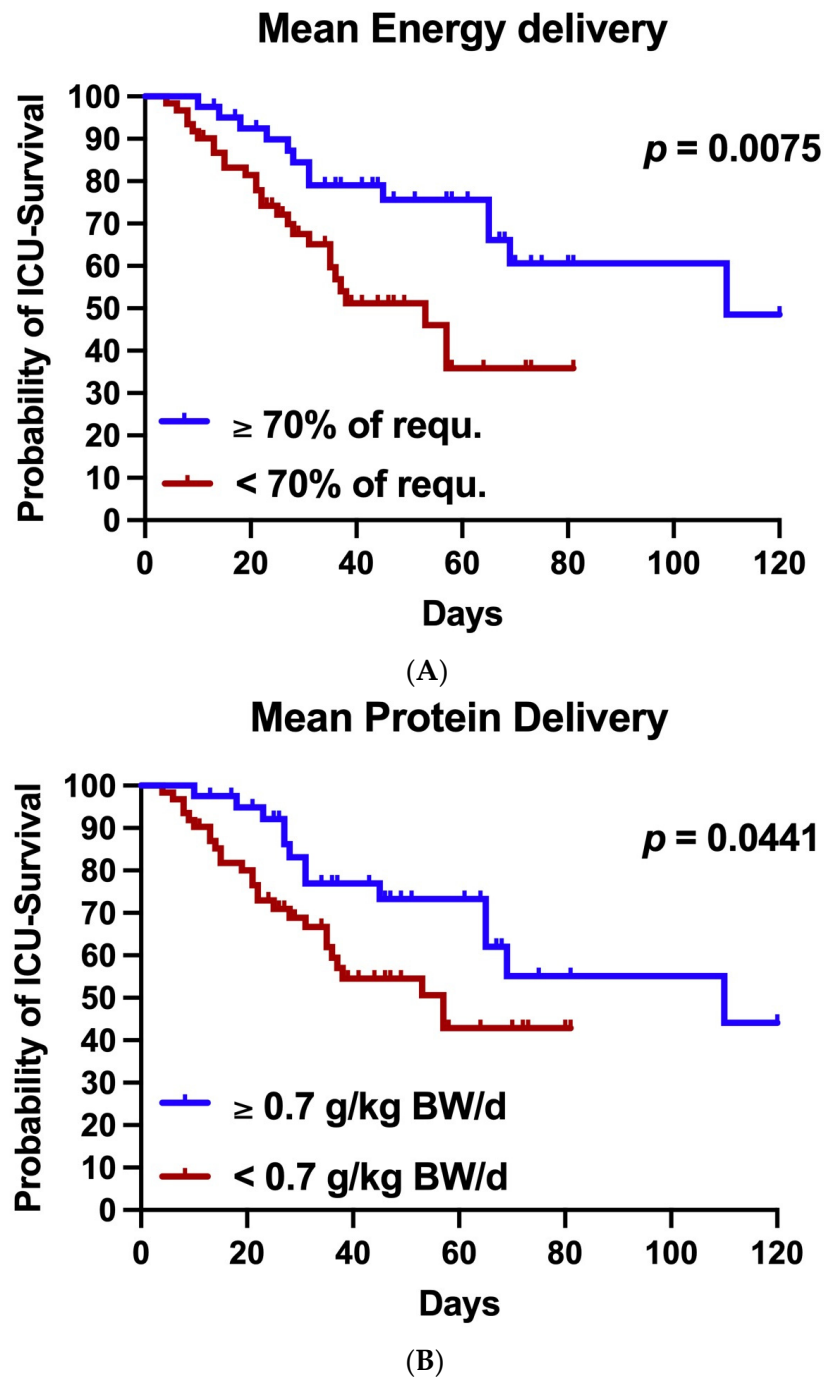 Mean Energy delivery
p = 0.0075
Probability of ICU-Survival
100
90
80
70
60
50
40
30
20
10
0
≥ 70% of requ.
< 70% of requ.
0 20 40 60 80 100 120
Days
(A)
Mean Protein Delivery
p = 0.0441
Probability of ICU-Survival
100
90
80
70
60
50
40
30
20
10
0
≥ 0.7 g/kg BW/d
< 0.7 g/kg BW/d
0 20 40 60 80 100 120
Days
(B)